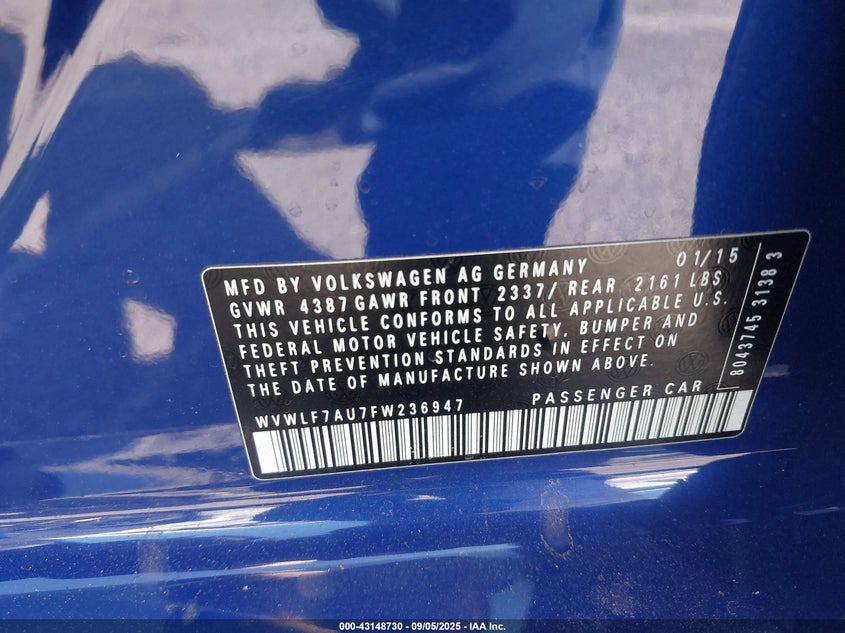 MFD BY VOLKSWAGEN AG GERMANY 01/15
GVWR 4387 GAWR FRONT 2337/ REAR 2161 LBS
THIS VEHICLE CONFORMS TO ALL APPLICABLE U.S.
FEDERAL MOTOR VEHICLE SAFETY, BUMPER AND
THEFT PREVENTION STANDARDS IN EFFECT ON
THE DATE OF MANUFACTURE SHOWN ABOVE.
WVWLF7AU7FW236947 PASSENGER CAR
8043745 3138 3
000-43148730 - 09/05/2025 - IAA Inc.